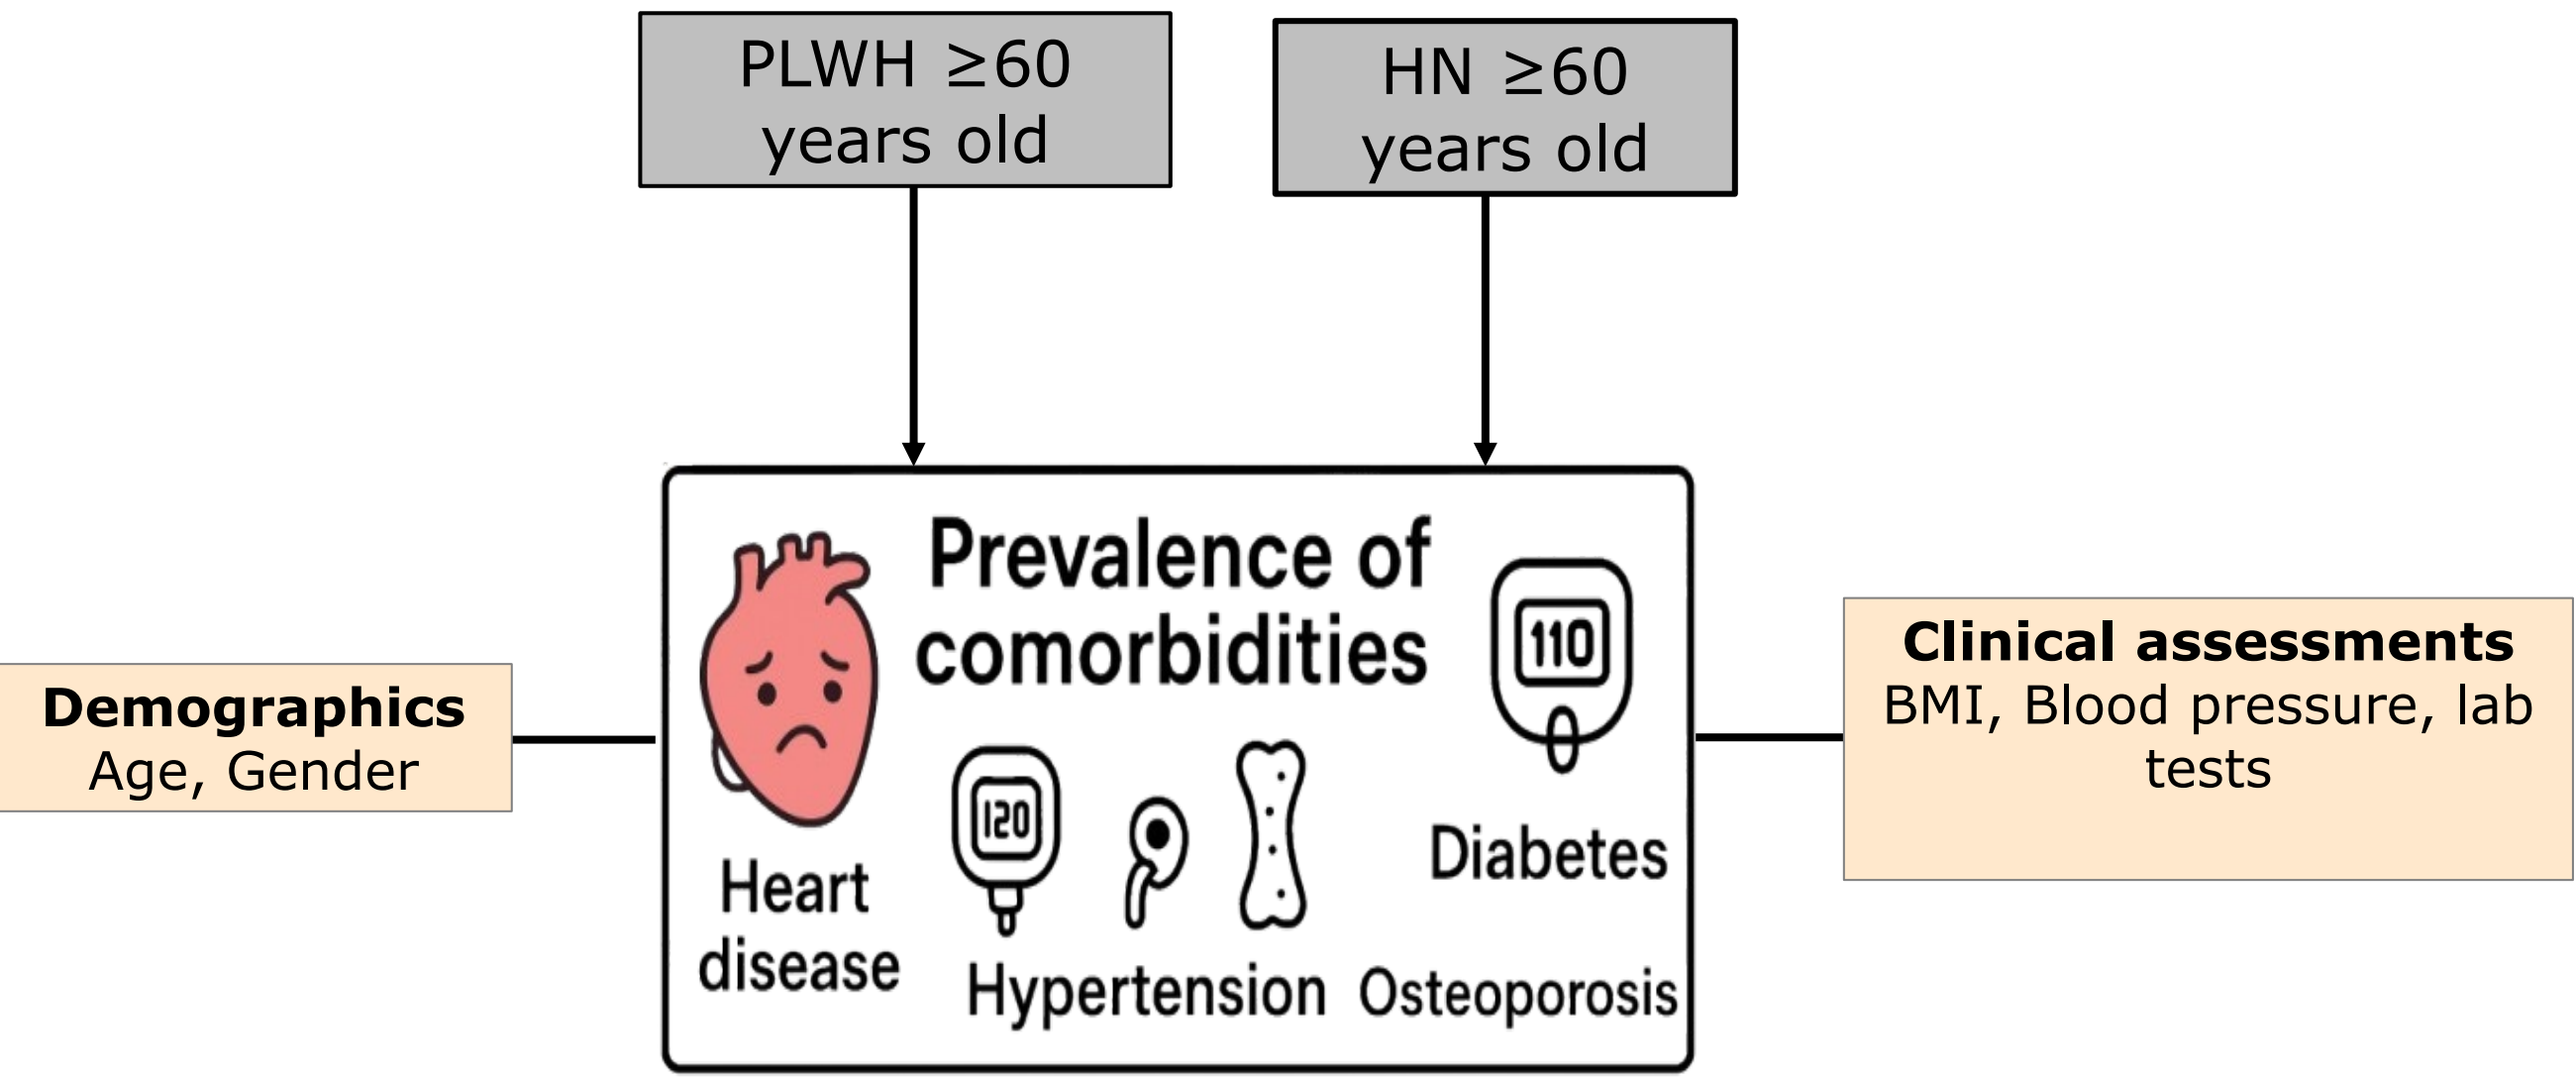 PLWH ≥60
years old
HN ≥60
years old
Prevalence of
comorbidities
110
120
Heart
disease
Hypertension
Diabetes
Osteoporosis
Demographics
Age, Gender
Clinical assessments
BMI, Blood pressure, lab
tests